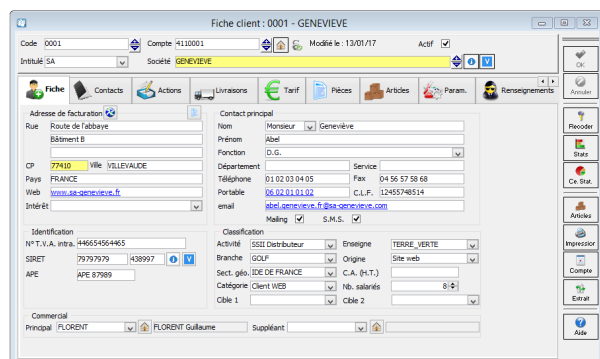 Fiche client : 0001 - GENEVIEVE
Code 0001 Compte 4110001 Modifié le : 13/01/17 Actif
Intitulé SA Société GENEVIEVE
Fiche Contacts Actions Livraisons Tarif Pièces Articles Param. Renseignements
Adresse de facturation
Rue Route de l'abbaye
Bâtiment B
CP 77410 Ville VILLEVAUDE
Pays FRANCE
Web www.sa-genevieve.fr
Intérêt
Contact principal
Nom Monsieur Geneviève
Prénom Abel
Fonction D.G.
Département Service
Téléphone 01 02 03 04 05 Fax 04 56 57 58 68
Portable 06 02 01 01 02 C.L.F. 12455748514
email abel.genevieve.fr@sa-genevieve.com
Mailing S.M.S.
Identification
N° T.V.A. intra. 446654564465
SIRET 79797979 438997
APE APE 87989
Classification
Activité SSII Distributeur Enseigne TERRE_VERTE
Branche GOLF Origine Site web
Sect. géo. IDE DE FRANCE C.A. (H.T.)
Catégorie Client WEB Nb. salariés 8
Cible 1 Cible 2
Commercial
Principal FLORENT FLORENT Guillaume Suppléant
OK
Annuler
Recoder
Stats
Ce. Stat.
Articles
Impression
Compte
Extrait
Aide